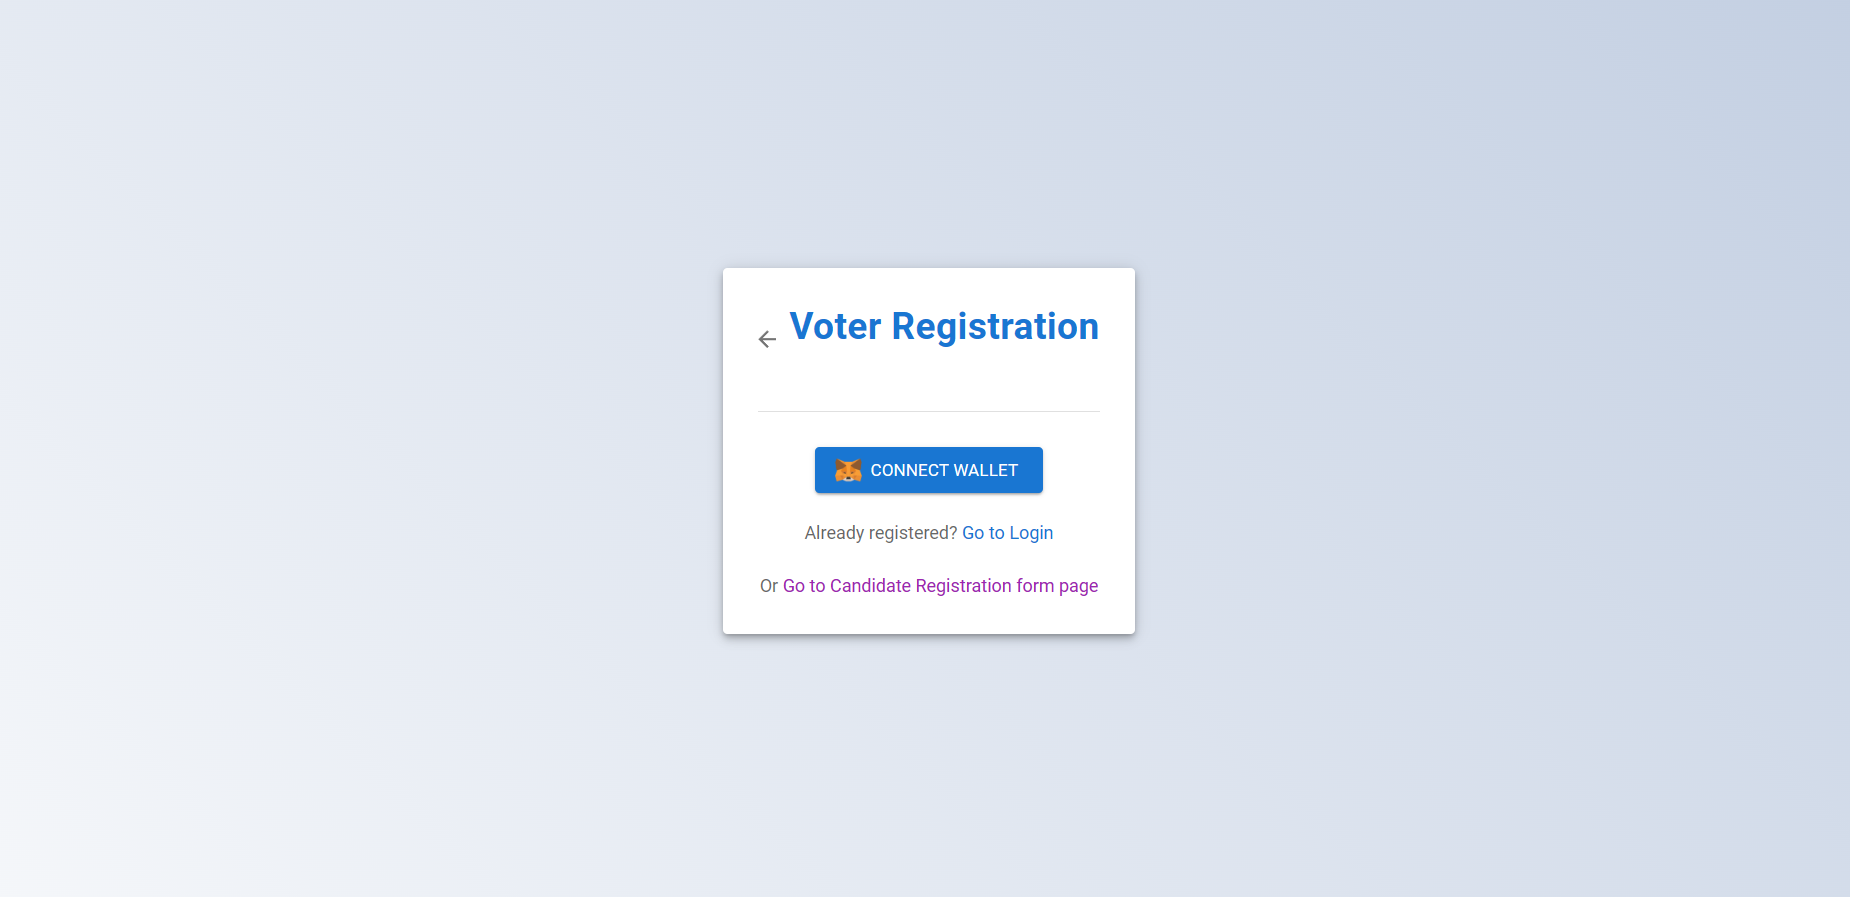 Voter Registration
CONNECT WALLET
Already registered? Go to Login
Or Go to Candidate Registration form page